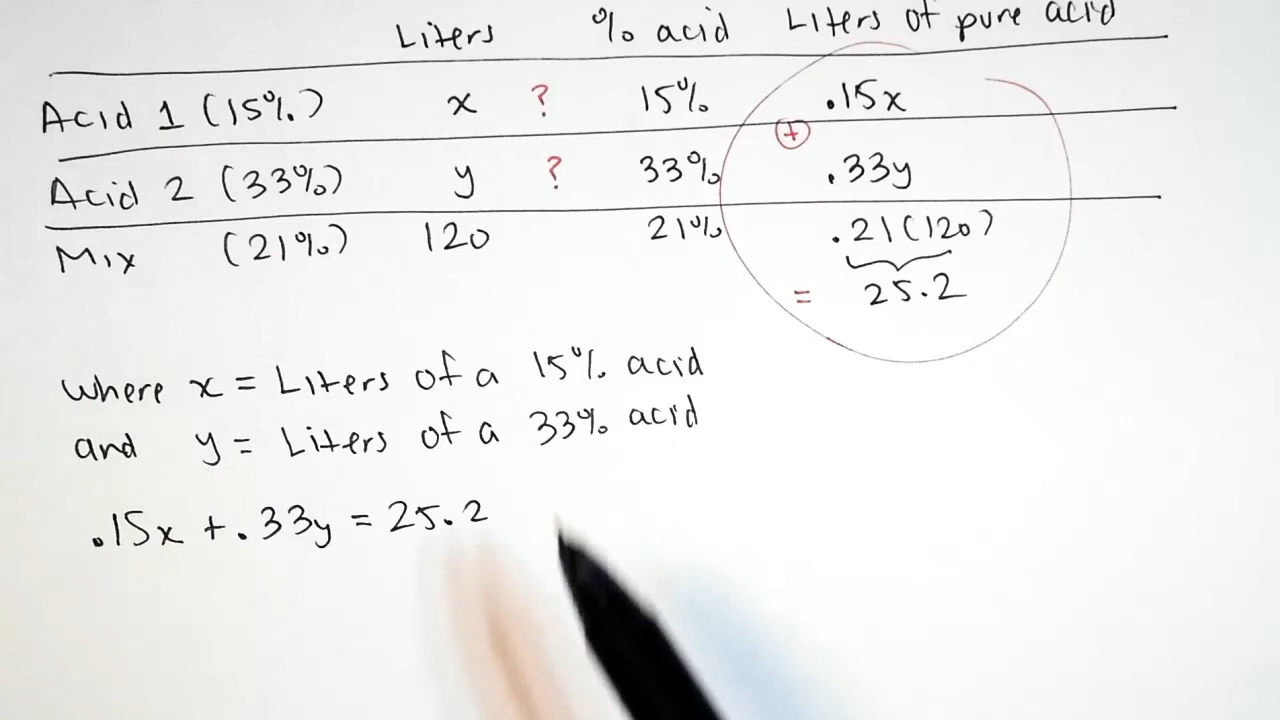 Liters % acid Liters of pure acid
Acid 1 (15%) x ? 15% .15x
+
Acid 2 (33%) y ? 33% .33y
Mix (21%) 120 21% .21(120)
= 25.2
where x = Liters of a 15% acid
and y = Liters of a 33% acid
.15x + .33y = 25.2